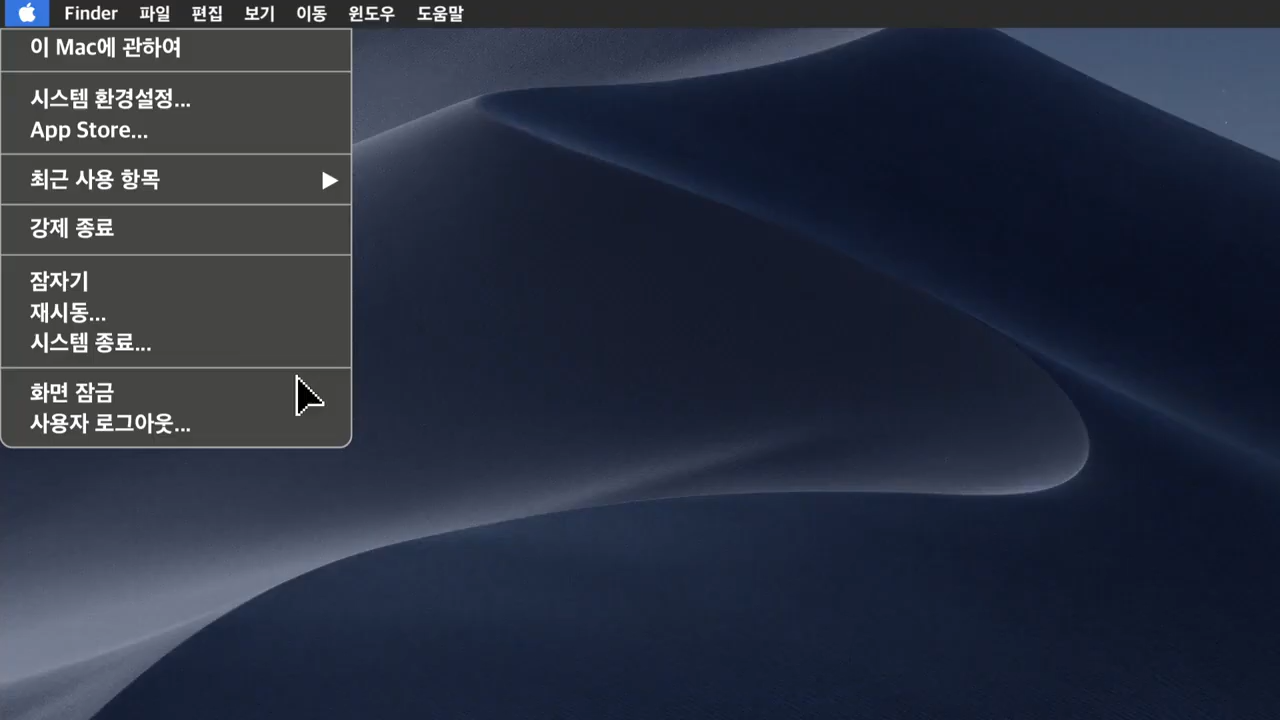 Finder 파일 편집 보기 이동 윈도우 도움말
이 Mac에 관하여
시스템 환경설정...
App Store...
최근 사용 항목
강제 종료
잠자기
재시동...
시스템 종료...
화면 잠금
사용자 로그아웃...